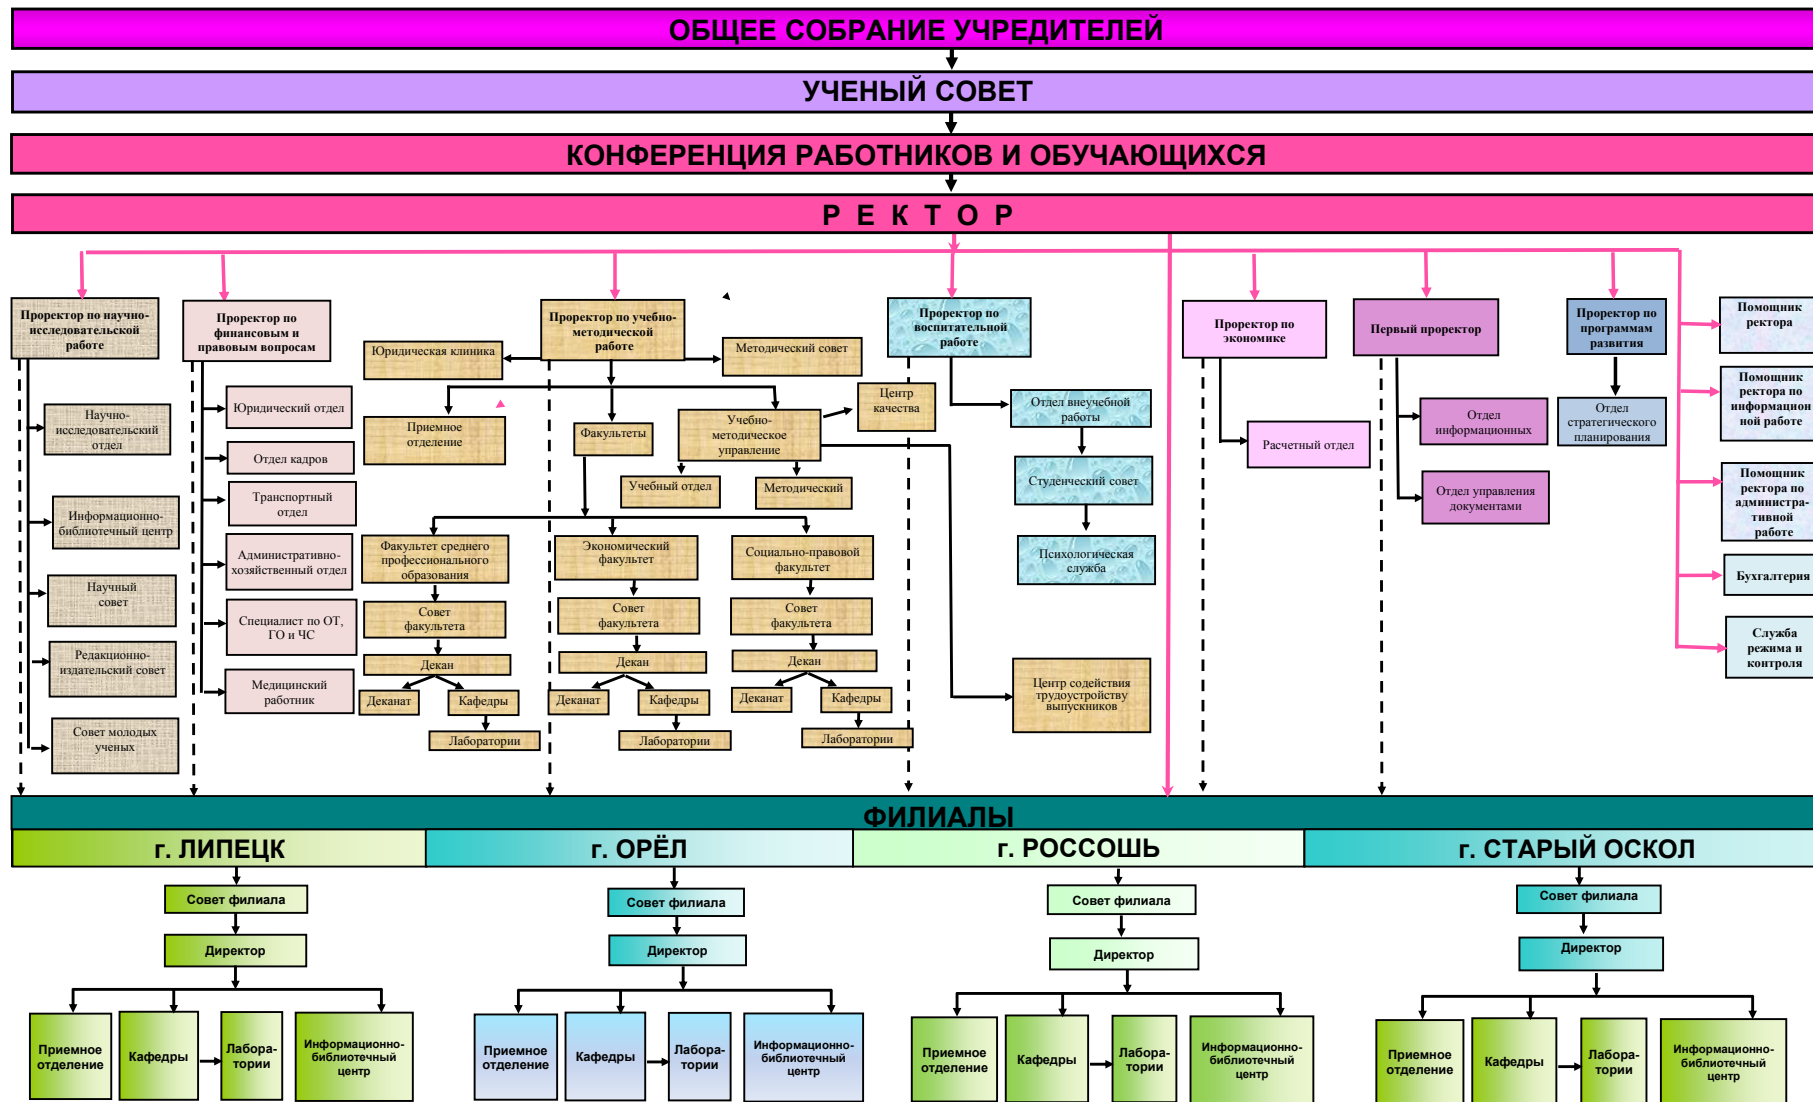 ОБЩЕЕ СОБРАНИЕ УЧРЕДИТЕЛЕЙ
УЧЕНЫЙ СОВЕТ
КОНФЕРЕНЦИЯ РАБОТНИКОВ И ОБУЧАЮЩИХСЯ
Р Е К Т О Р
Проректор по научно-
исследовательской
работе
Научно-
исследовательский
отдел
Информационно-
библиотечный центр
Научный
совет
Редакционно-
издательский совет
Совет молодых
ученых
Проректор по
финансовым и
правовым вопросам
Юридический отдел
Отдел кадров
Транспортный
отдел
Административно-
хозяйственный отдел
Специалист по ОТ,
ГО и ЧС
Медицинский
работник
Проректор по учебно-
методической
работе
Юридическая клиника
Методический совет
Приемное
отделение
Факультеты
Учебно-
методическое
управление
Центр
качества
Учебный отдел
Методический
Факультет среднего
профессионального
образования
Совет
факультета
Декан
Деканат
Кафедры
Лаборатории
Экономический
факультет
Совет
факультета
Декан
Деканат
Кафедры
Лаборатории
Социально-правовой
факультет
Совет
факультета
Декан
Деканат
Кафедры
Лаборатории
Проректор по
воспитательной
работе
Отдел внеучебной
работы
Студенческий совет
Психологическая
служба
Центр содействия
трудоустройству
выпускников
Проректор по
экономике
Расчетный отдел
Первый проректор
Отдел
информационных
Отдел управления
документами
Проректор по
программам
развития
Отдел
стратегического
планирования
Помощник
ректора
Помощник
ректора по
информацион
ной работе
Помощник
ректора по
администра-
тивной
работе
Бухгалтерия
Служба
режима и
контроля
ФИЛИАЛЫ
г. ЛИПЕЦК
Совет филиала
Директор
Приемное
отделение
Кафедры
Лабора-
тории
Информационно-
библиотечный
центр
г. ОРЁЛ
Совет филиала
Директор
Приемное
отделение
Кафедры
Лабора-
тории
Информационно-
библиотечный
центр
г. РОССОШЬ
Совет филиала
Директор
Приемное
отделение
Кафедры
Лабора-
тории
Информационно-
библиотечный
центр
г. СТАРЫЙ ОСКОЛ
Совет филиала
Директор
Приемное
отделение
Кафедры
Лабора-
тории
Информационно-
библиотечный
центр